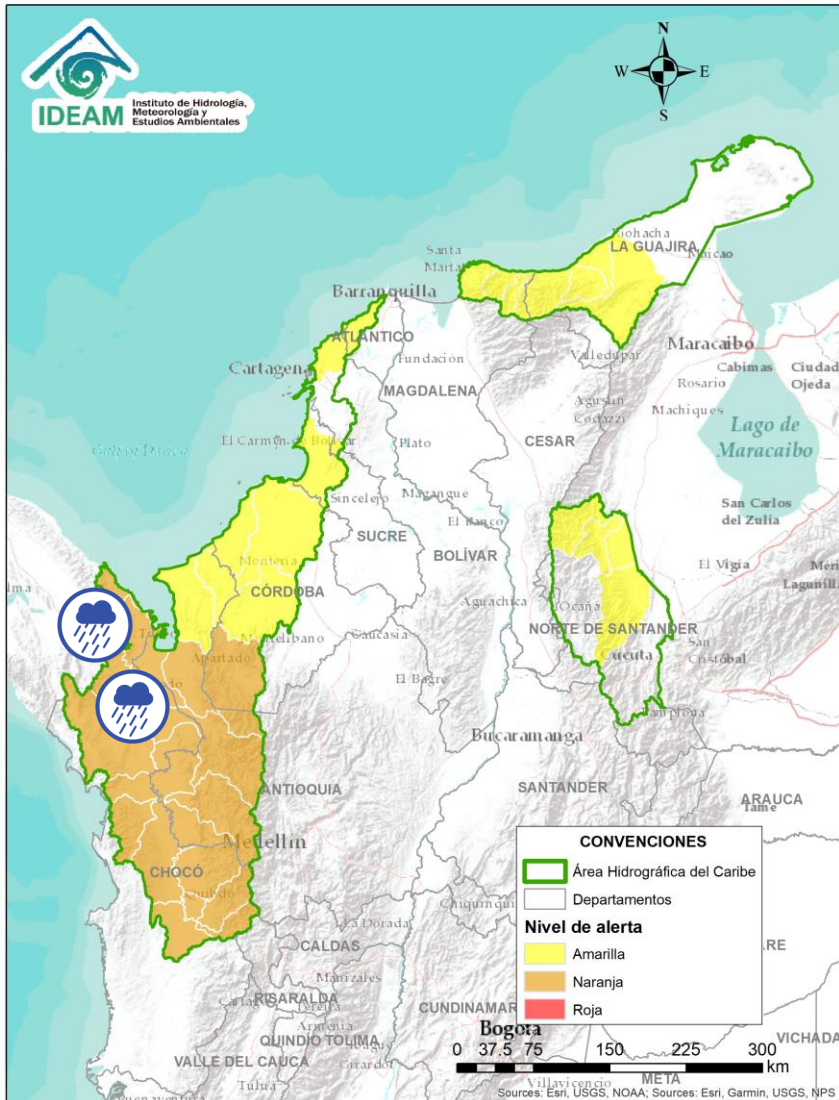 IDEAM
Instituto de Hidrología,
Meteorología y
Estudios Ambientales
N
W
E
S
Riohacha
LA GUAJIRA
Maicao
Santa
Marta
Barranquilla
ATLÁNTICO
Maracaibo
Fundación
Valledupar
Cabimas
Ciudad
Ojeda
Cartagena
MAGDALENA
Rosario
Agustín
Codazzi
Machiques
Lago de
Maracaibo
El Carmen de Bolívar
Plato
CESAR
Sincelejo
Magangue
San Carlos
del Zulia
El Banco
SUCRE
BOLÍVAR
Montería
El Vigía
CÓRDOBA
Aguachica
Ocaña
NORTE DE SANTANDER
Montelibano
Caucasia
San
Cristóbal
Apartadó
Cúcuta
El Bagre
Pamplona
Bucaramanga
ANTIOQUIA
SANTANDER
ARAUCA
Tame
Medellín
CHOCÓ
Quibdó
La Dorada
CALDAS
Manizales
RISARALDA
Pereira
CUNDINAMAR
Armenia
QUINDÍO
TOLIMA
Bogotá
Girardot
VALLE DEL CAUCA
Tuluá
VICHADA
META
Villavicencio
CONVENCIONES
Área Hidrográfica del Caribe
Departamentos
Nivel de alerta
Amarilla
Naranja
Roja
0 37.5 75 150 225 300
km
Sources: Esri, USGS, NOAA; Sources: Esri, Garmin, USGS, NPS